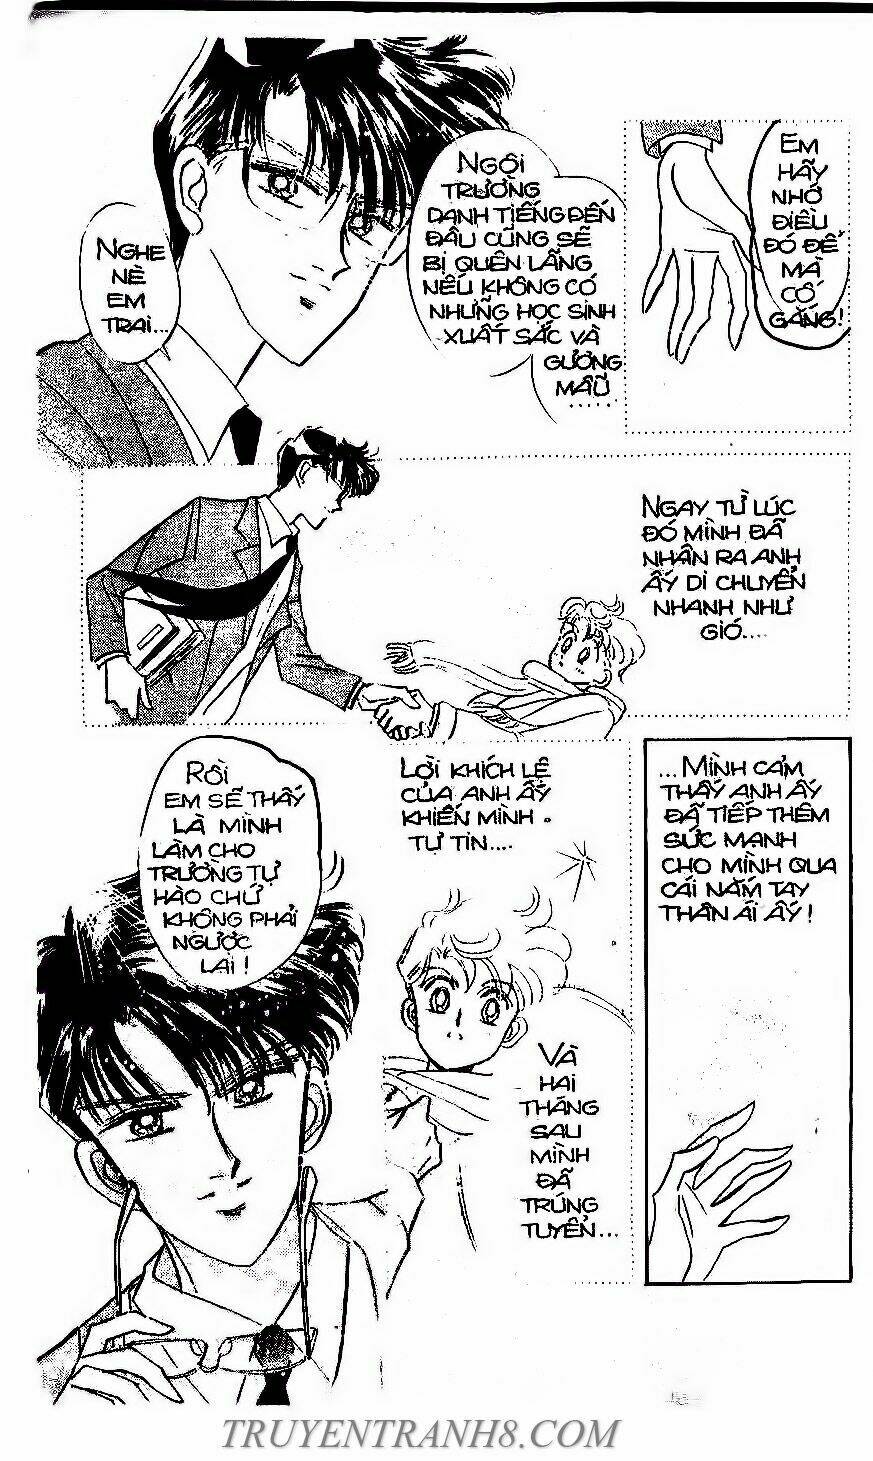 NGHE
NÈ
EM
TRAI...
NGÔI
TRƯỜNG
DANH TIẾNG ĐẾN
ĐÂU CŨNG SẼ
BỊ QUÊN LÃNG
NẾU KHÔNG CÓ
NHƯNG HỌC SINH
XUẤT SẮC VÀ
GƯƠNG
MẪU
.....
EM
HÃY
NHỚ
ĐIỀU
ĐÓ ĐỂ
MÀ
CỐ
GẮNG!
NGAY TỪ LÚC
ĐÓ MÌNH ĐÃ
NHẬN RA ANH
ẤY DI CHUYỂN
NHANH NHƯ
GIÓ....
RỒI
EM SẼ THẤY
LÀ MÌNH
LÀM CHO
TRƯỜNG TỰ
HÀO CHỨ
KHÔNG PHẢI
NGƯỢC
LẠI!
LỜI KHÍCH LỆ
CỦA ANH ẤY
KHIẾN MÌNH
TỰ TIN....
VÀ
HAI
THÁNG
SAU
MÌNH
ĐÃ
TRÚNG
TUYỂN...
...MÌNH CẢM
THẤY ANH ẤY
ĐÃ TIẾP THÊM
SỨC MẠNH
CHO MÌNH QUA
CÁI NẮM TAY
THÂN ÁI ẤY!
TRUYENTRANH8.COM